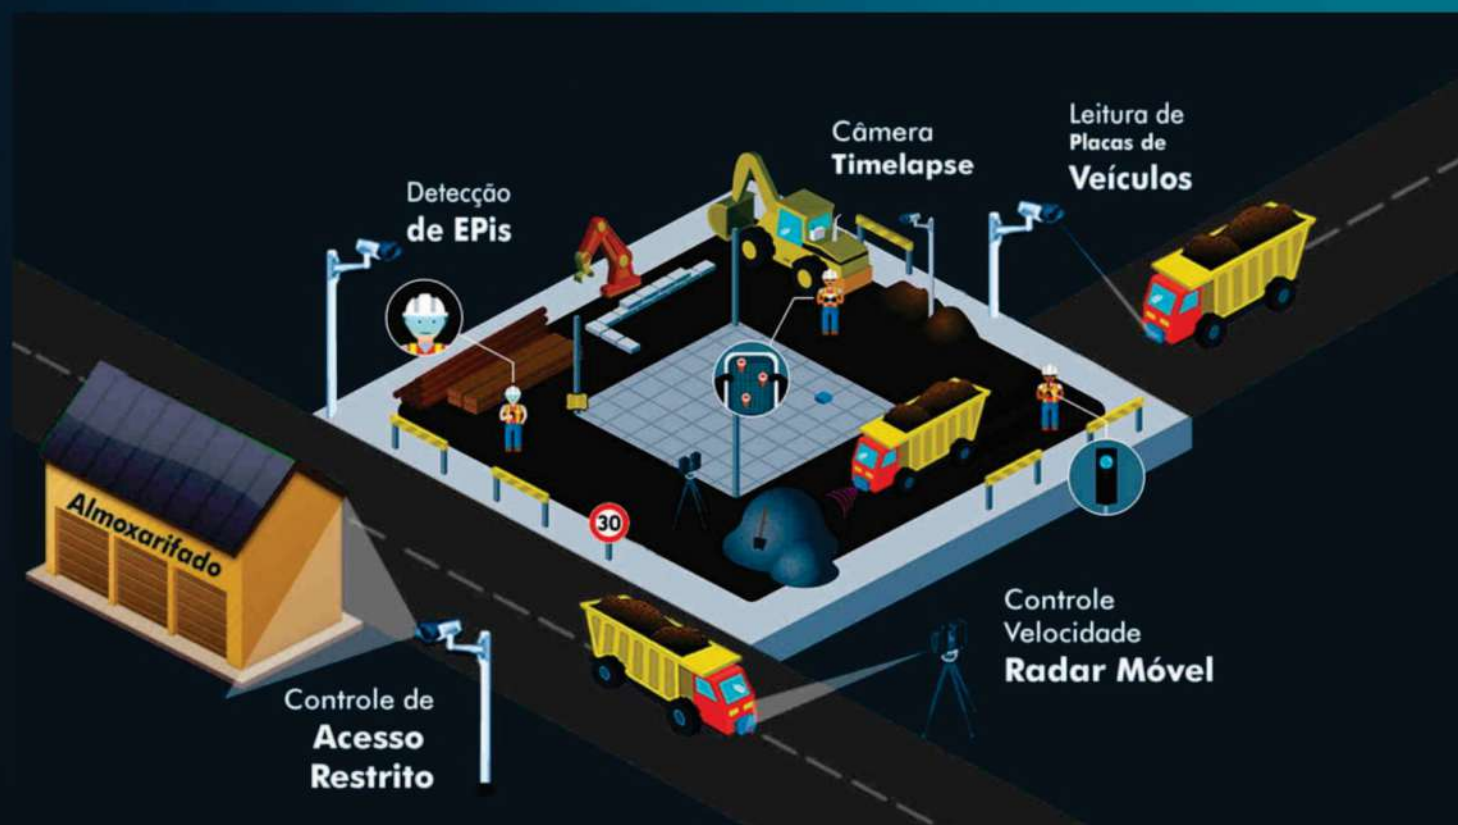 Câmera
Timelapse
Leitura de
Placas de
Veículos
Detecção
de EPis
Almoxarifado
30
Controle
Velocidade
Radar Móvel
Controle de
Acesso
Restrito